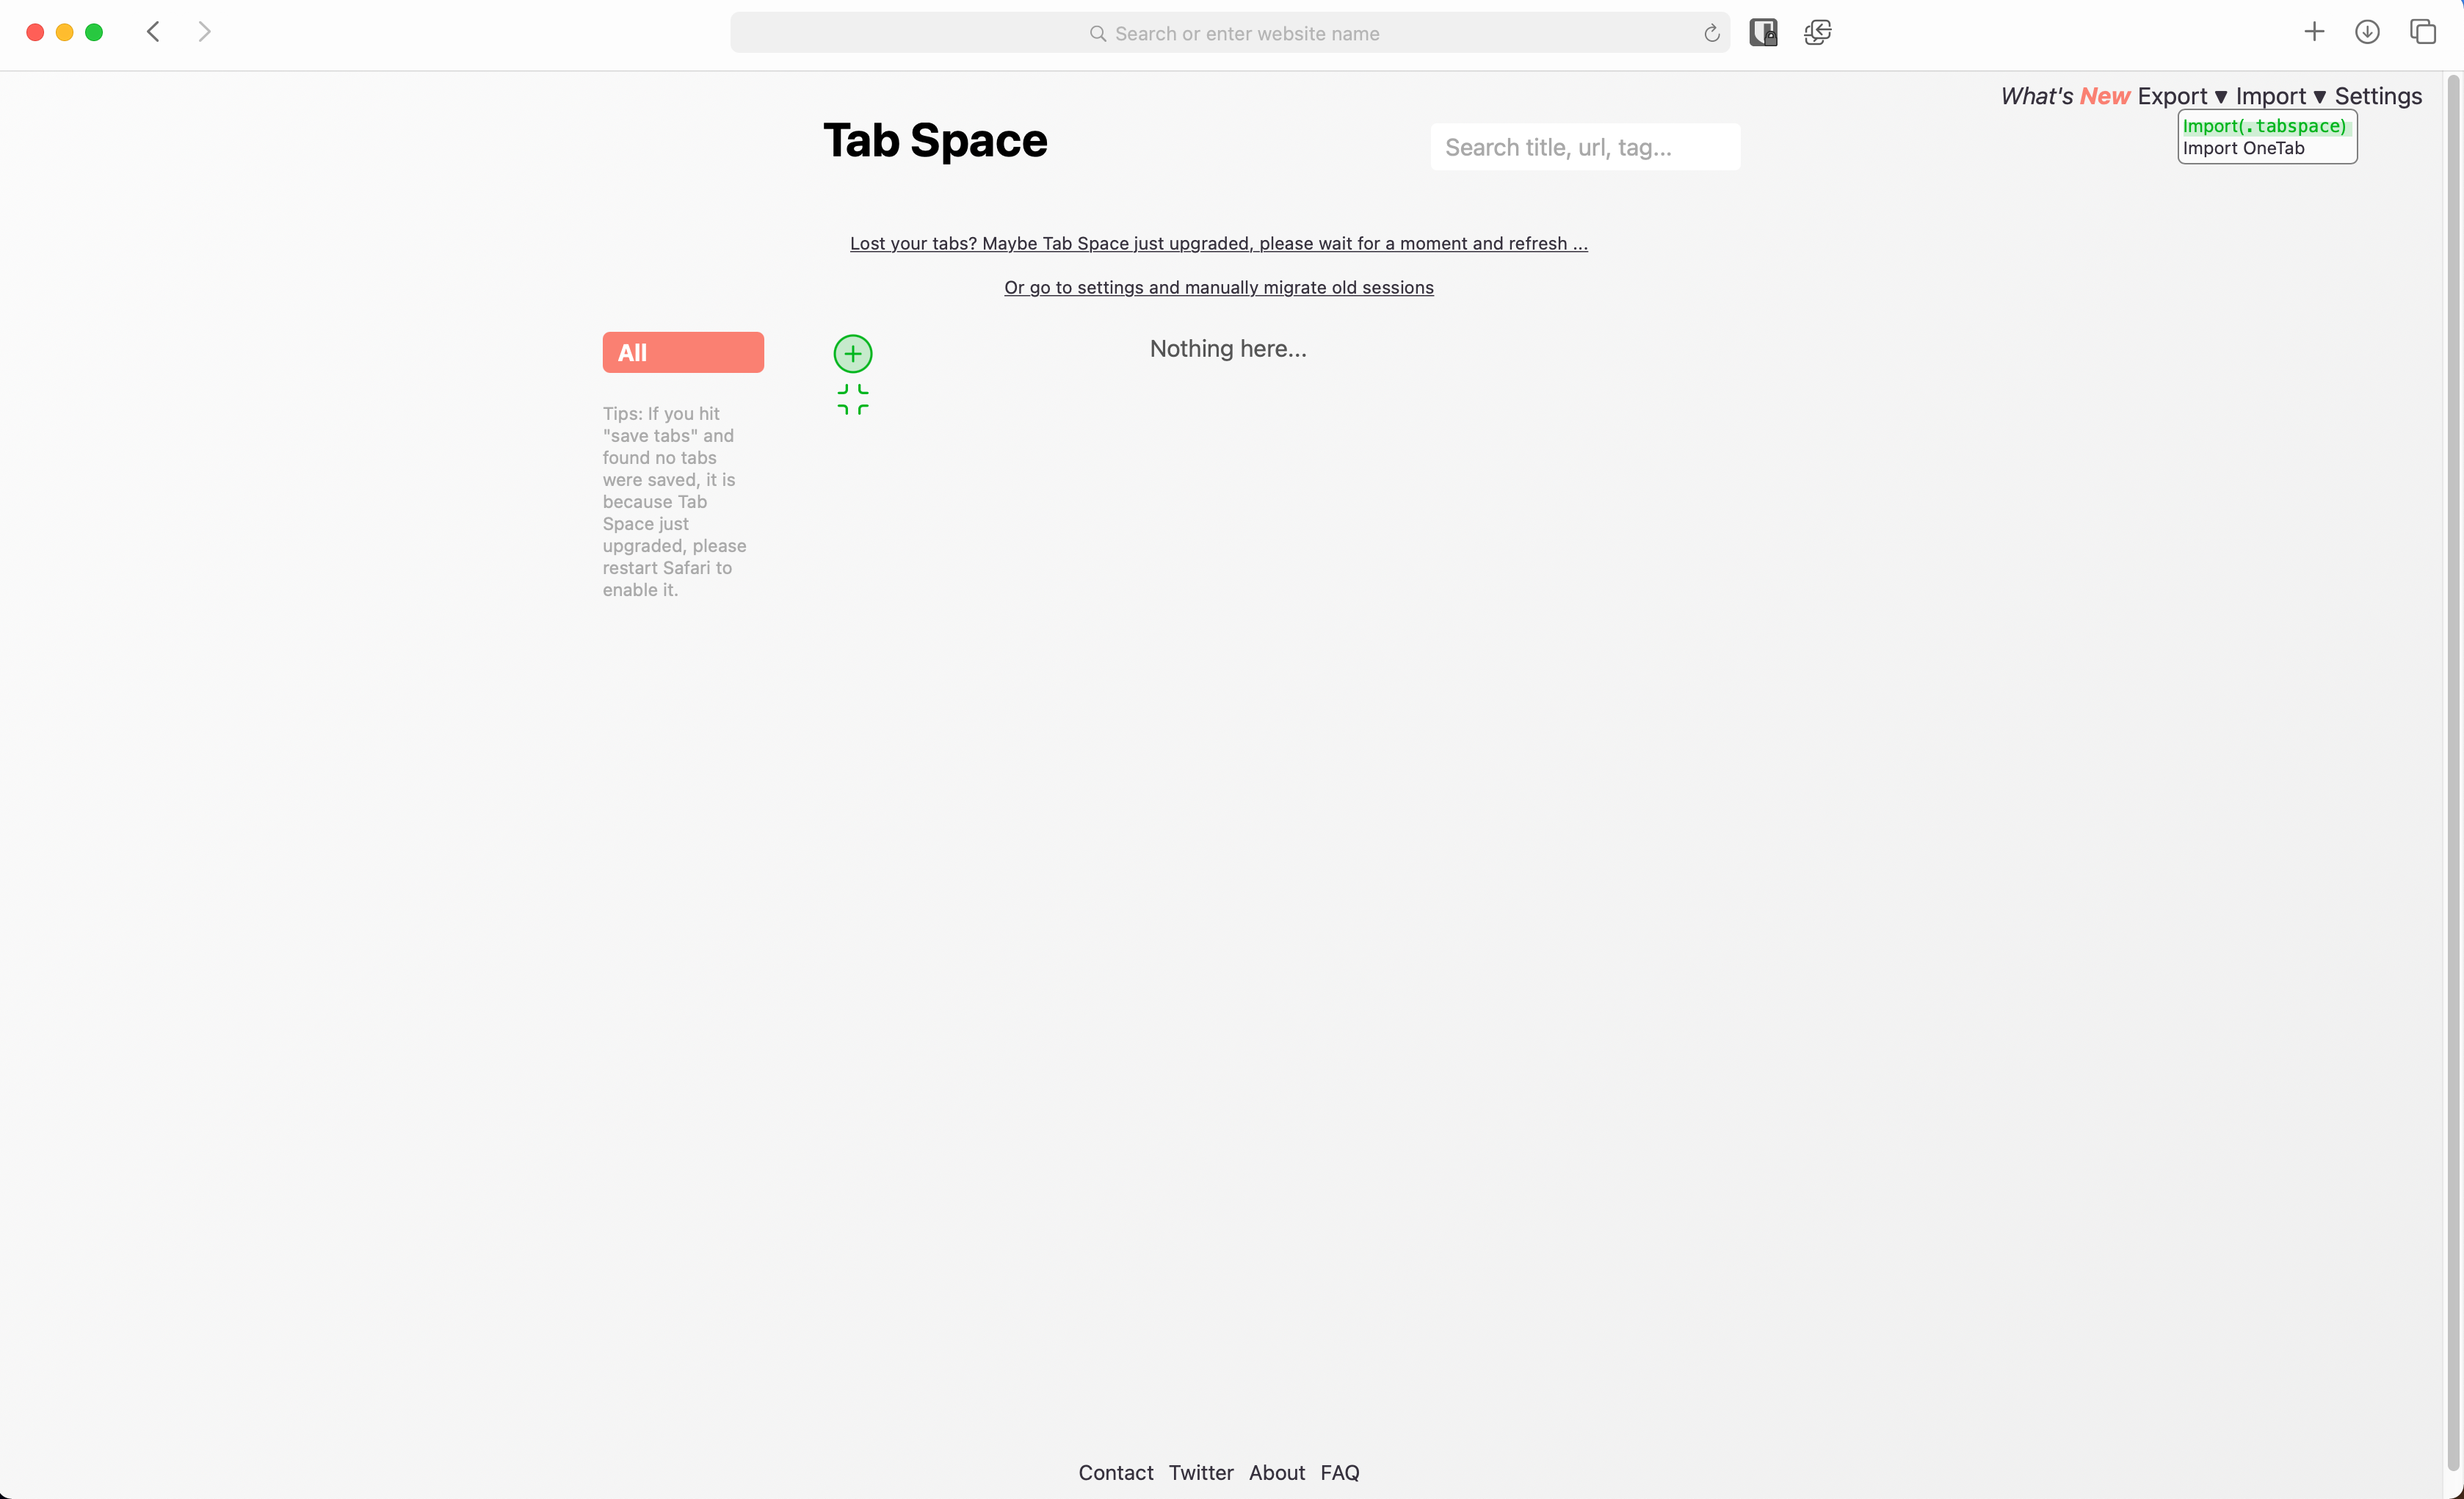 Search or enter website name
What's New Export ▼ Import ▼ Settings
Import(.tabspace)
Import OneTab
Tab Space
Search title, url, tag...
Lost your tabs? Maybe Tab Space just upgraded, please wait for a moment and refresh ...
Or go to settings and manually migrate old sessions
All
Nothing here...
Tips: If you hit
"save tabs" and
found no tabs
were saved, it is
because Tab
Space just
upgraded, please
restart Safari to
enable it.
Contact Twitter About FAQ